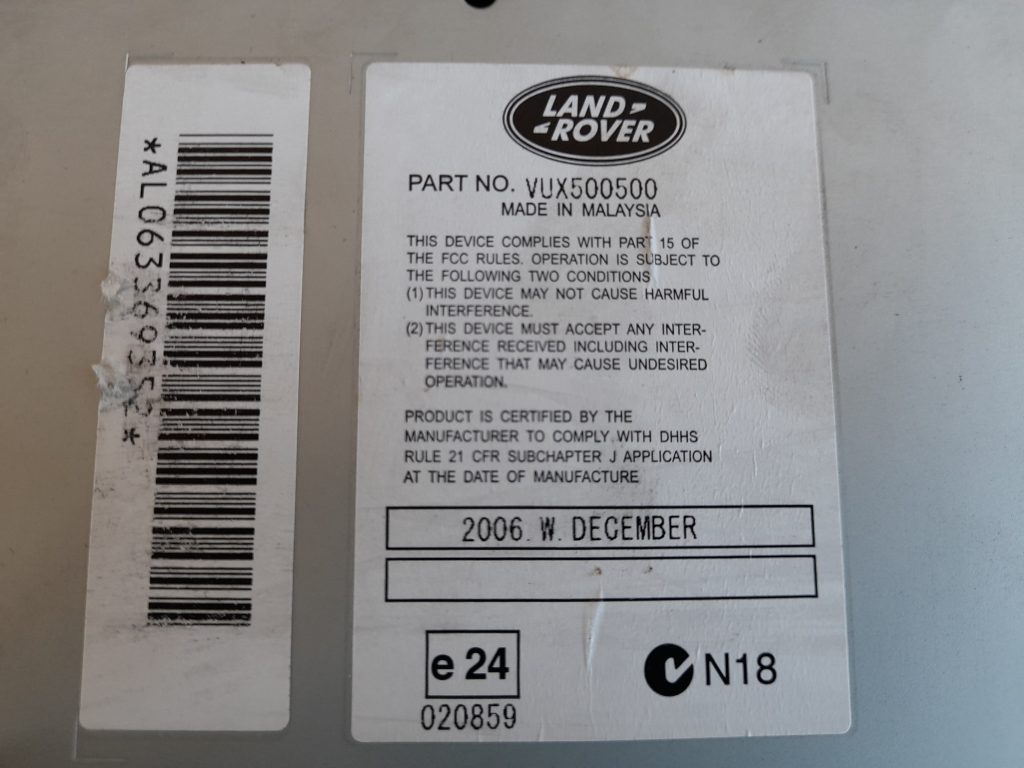 *AL063369352*
LAND
ROVER
PART NO. VUX500500
MADE IN MALAYSIA
THIS DEVICE COMPLIES WITH PART 15 OF
THE FCC RULES. OPERATION IS SUBJECT TO
THE FOLLOWING TWO CONDITIONS
(1) THIS DEVICE MAY NOT CAUSE HARMFUL
INTERFERENCE.
(2) THIS DEVICE MUST ACCEPT ANY INTER-
FERENCE RECEIVED INCLUDING INTER-
FERENCE THAT MAY CAUSE UNDESIRED
OPERATION.
PRODUCT IS CERTIFIED BY THE
MANUFACTURER TO COMPLY WITH DHHS
RULE 21 CFR SUBCHAPTER J APPLICATION
AT THE DATE OF MANUFACTURE
2006. W. DECEMBER
e 24
020859
N18